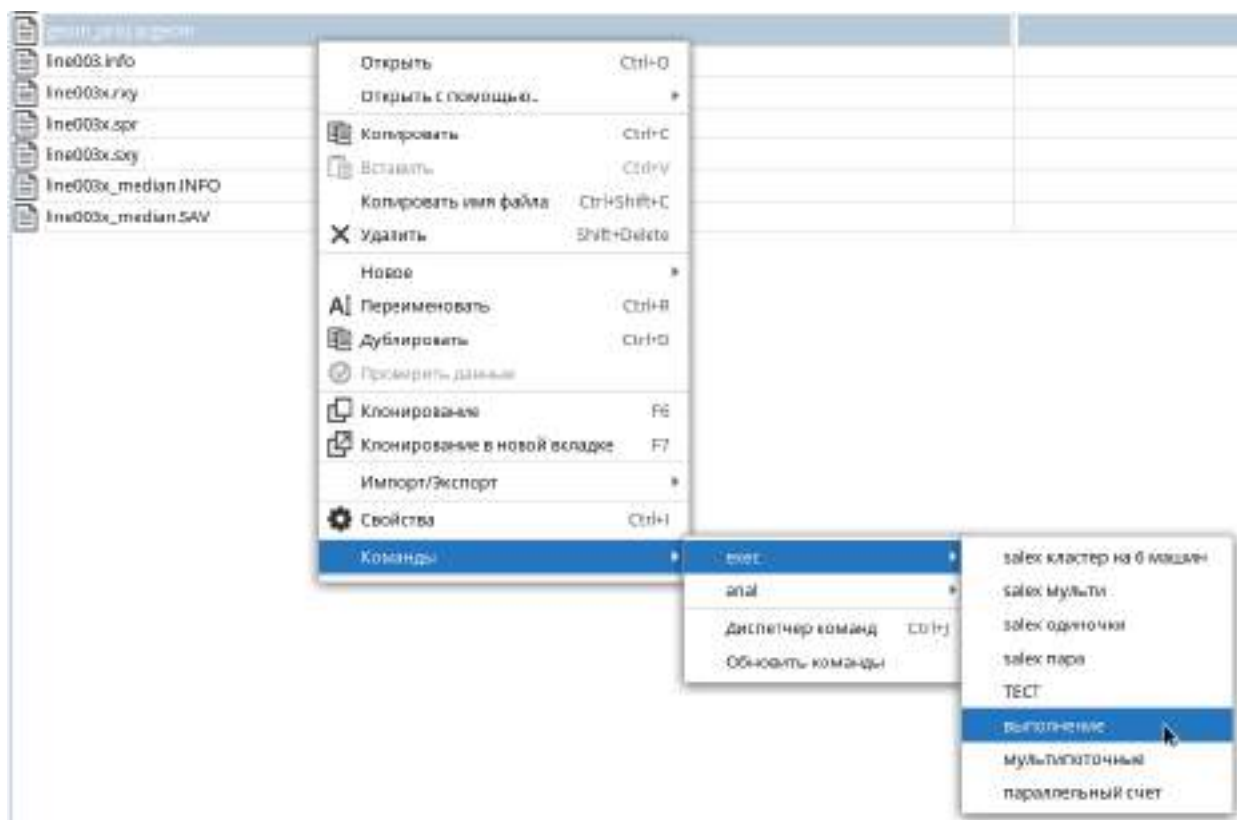 line003.info
line003x.rxy
line003x.spr
line003x.sxy
line003x_median.INFO
line003x_median.SAV
Открыть Ctrl+O
Открыть с помощью..
Копировать Ctrl+C
Вставить Ctrl+V
Копировать имя файла Ctrl+Shift+C
Удалить Shift+Delete
Новое
Переименовать Ctrl+R
Дублировать Ctrl+D
Проверить данные
Клонирование F6
Клонирование в новой вкладке F7
Импорт/Экспорт
Свойства Ctrl+I
Команды
exec
anal
Диспетчер команд Ctrl+J
Обновить команды
salex кластер на 6 машин
salex мульти
salex одиночки
salex пара
ТЕСТ
выполнение
мультипоточные
параллельный счет